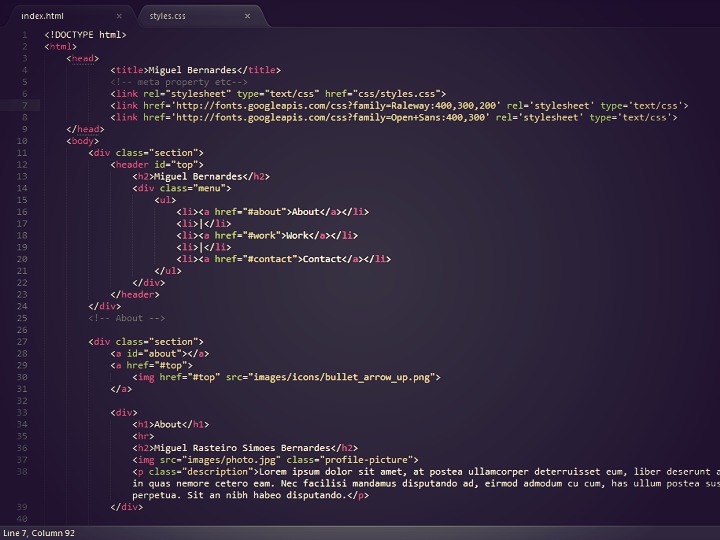 index.html × styles.css ×
1 <!DOCTYPE html>
2 <html>
3 <head>
4 <title>Miguel Bernardes</title>
5 <!-- meta property etc-->
6 <link rel="stylesheet" type="text/css" href="css/styles.css">
7 <link href='http://fonts.googleapis.com/css?family=Raleway:400,300,200' rel='stylesheet' type='text/css'>
8 <link href='http://fonts.googleapis.com/css?family=Open+Sans:400,300' rel='stylesheet' type='text/css'>
9 </head>
10 <body>
11 <div class="section">
12 <header id="top">
13 <h2>Miguel Bernardes</h2>
14 <div class="menu">
15 <ul>
16 <li><a href="#about">About</a></li>
17 <li>|</li>
18 <li><a href="#work">Work</a></li>
19 <li>|</li>
20 <li><a href="#contact">Contact</a></li>
21 </ul>
22 </div>
23 </header>
24 </div>
25 <!-- About -->
26
27 <div class="section">
28 <a id="about"></a>
29 <a href="#top">
30 <img href="#top" src="images/icons/bullet_arrow_up.png">
31 </a>
32
33 <div>
34 <h1>About</h1>
35 <hr>
36 <h2>Miguel Rasteiro Simoes Bernardes</h2>
37 <img src="images/photo.jpg" class="profile-picture">
38 <p class="description">Lorem ipsum dolor sit amet, at postea ullamcorper deterruisset eum, liber deserunt a
in quas nemore cetero eam. Nec facilisi mandamus disputando ad, eirmod admodum cu cum, has ullum postea sus
perpetua. Sit an nibh habeo disputando.</p>
39 </div>
40
Line 7, Column 92